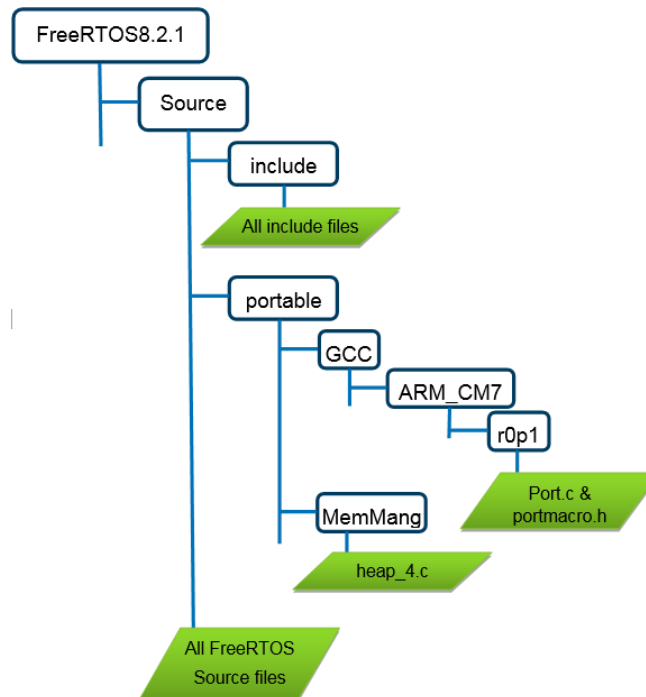 FreeRTOS8.2.1
Source
include
All include files
portable
GCC
ARM_CM7
r0p1
Port.c &
portmacro.h
MemMang
heap_4.c
All FreeRTOS
Source files